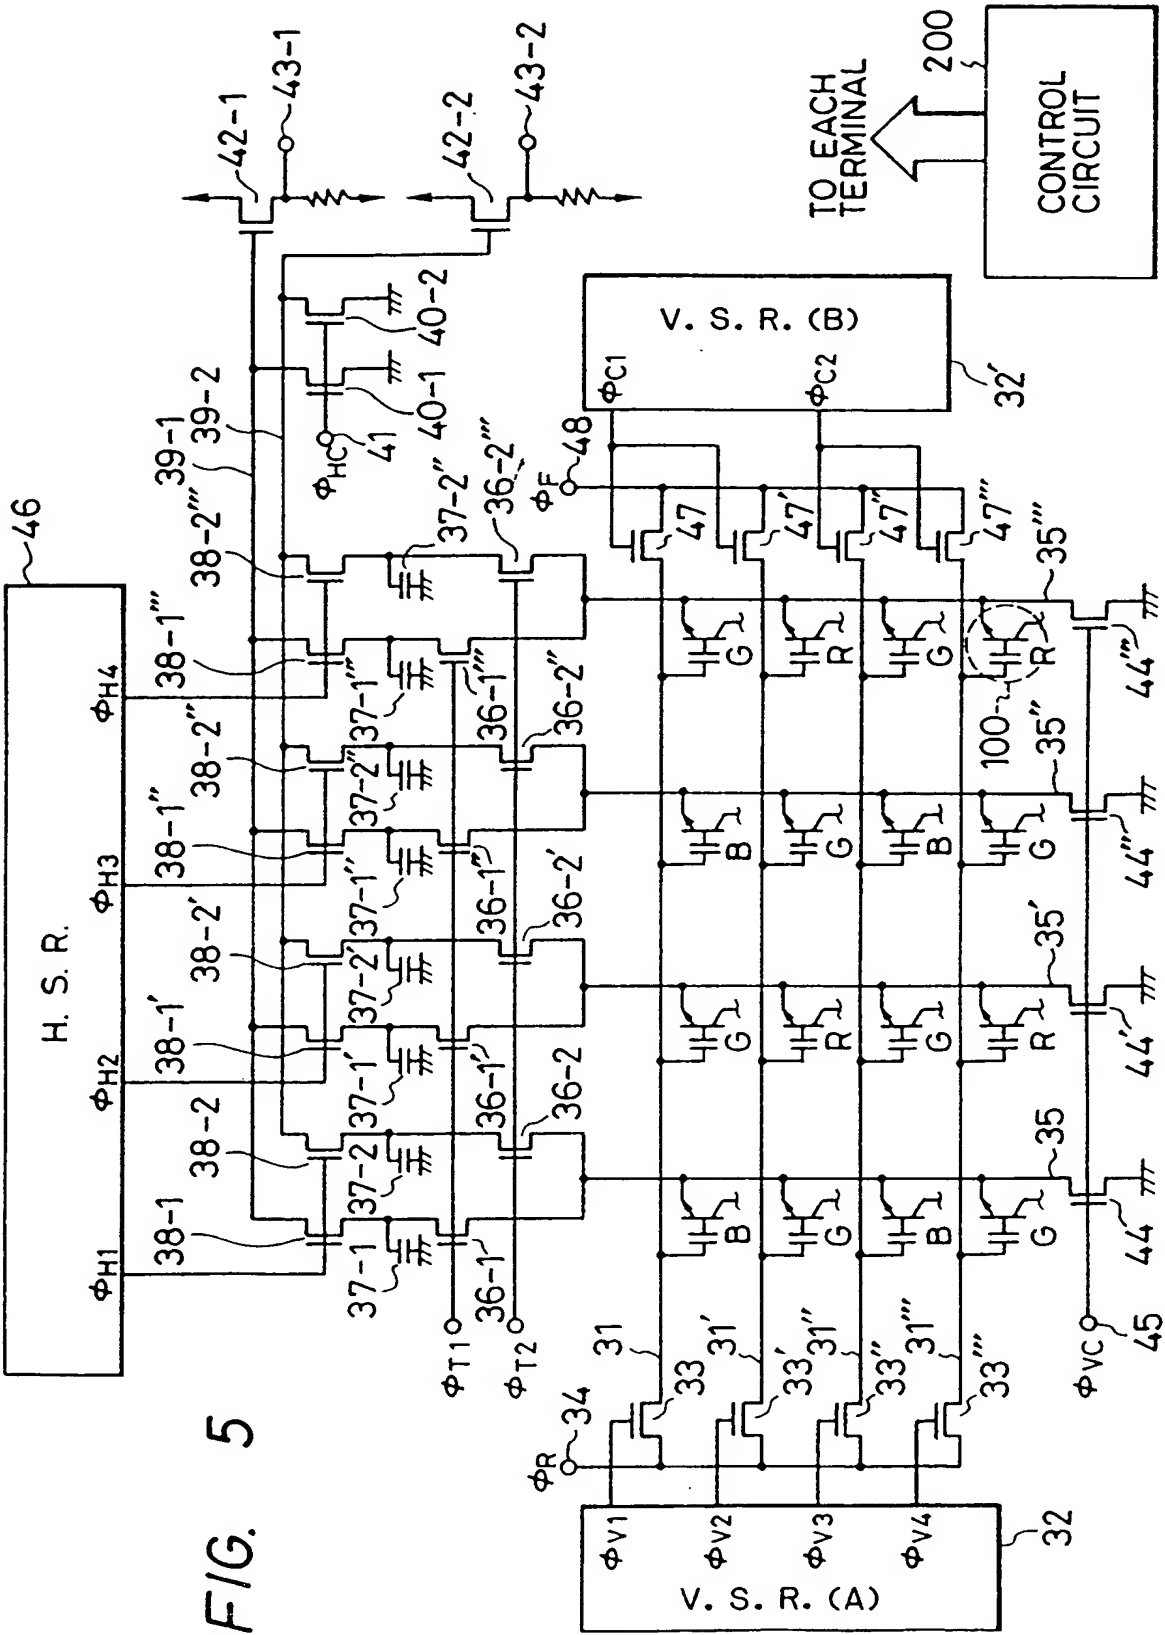 FIG. 5
H. S. R.
46
φH1
φH2
φH3
φH4
38-1
38-2
38-1'
38-2'
38-1''
38-2''
38-1'''
38-2'''
39-1
39-2
42-1
43-1
42-2
43-2
φHC
41
40-1
40-2
37-1
37-2
37-1'
37-2'
37-1''
37-2''
37-1'''
37-2''
φT1
φT2
36-1
36-2
36-1'
36-2'
36-1''
36-2''
36-1'''
36-2'''
φR
34
φF
48
V. S. R. (A)
32
φV1
φV2
φV3
φV4
33
33'
33''
33'''
31
31'
31''
31'''
B G B G
G R G R
B G B G
G R G R
100
47
47'
47''
47'''
φC1
φC2
V. S. R. (B)
32'
35
35'
35''
35'''
φVC
45
44
44'
44''
44'''
TO EACH
TERMINAL
200
CONTROL
CIRCUIT